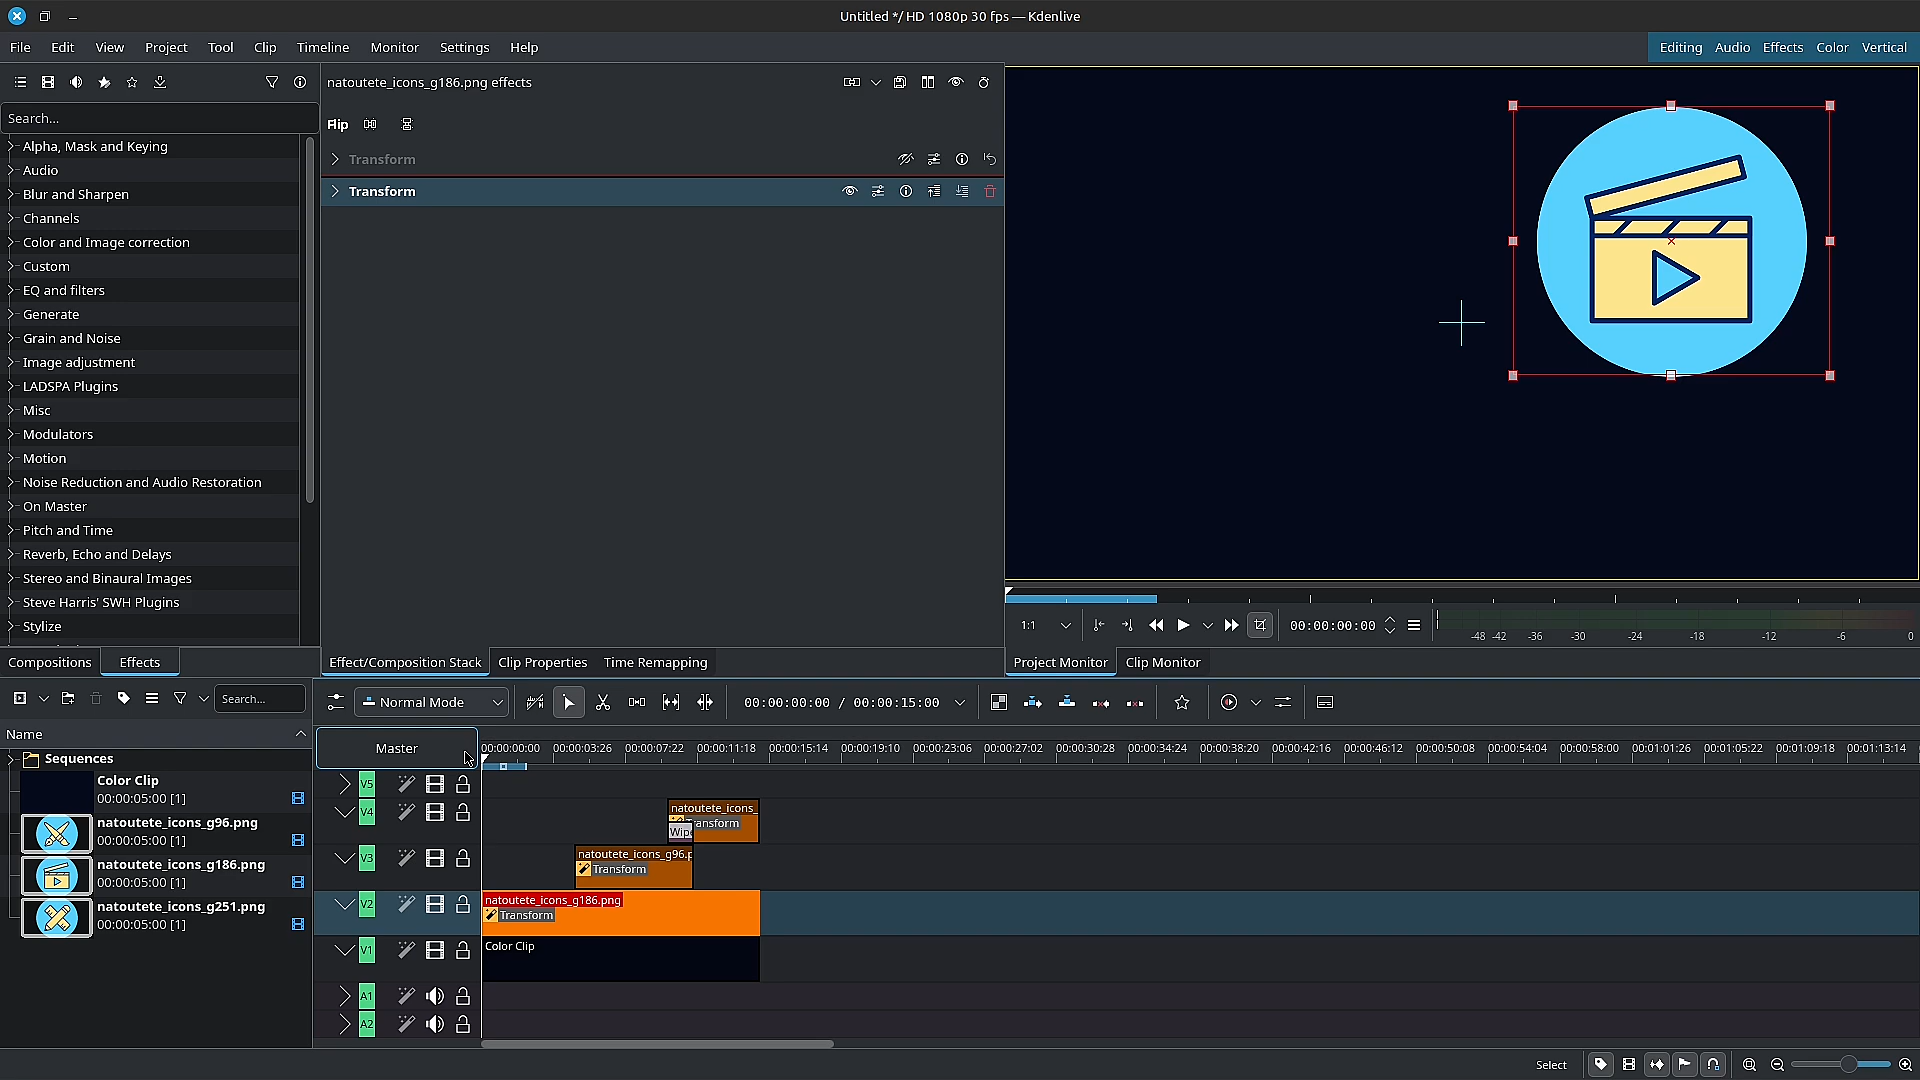 Untitled */ HD 1080p 30 fps — Kdenlive
File Edit View Project Tool Clip Timeline Monitor Settings Help
Editing Audio Effects Color Vertical
natoutete_icons_g186.png effects
Search...
Flip
Transform
Transform
Alpha, Mask and Keying
Audio
Blur and Sharpen
Channels
Color and Image correction
Custom
EQ and filters
Generate
Grain and Noise
Image adjustment
LADSPA Plugins
Misc
Modulators
Motion
Noise Reduction and Audio Restoration
On Master
Pitch and Time
Reverb, Echo and Delays
Stereo and Binaural Images
Steve Harris' SWH Plugins
Stylize
1:1 00:00:00:00 -48 -42 -36 -30 -24 -18 -12 -6 0
Compositions Effects
Effect/Composition Stack Clip Properties Time Remapping
Project Monitor Clip Monitor
Search...
Normal Mode 00:00:00:00 / 00:00:15:00
Name
Sequences
Color Clip
00:00:05:00 [1]
natoutete_icons_g96.png
00:00:05:00 [1]
natoutete_icons_g186.png
00:00:05:00 [1]
natoutete_icons_g251.png
00:00:05:00 [1]
Master
00:00:00:00 00:00:03:26 00:00:07:22 00:00:11:18 00:00:15:14 00:00:19:10 00:00:23:06 00:00:27:02 00:00:30:28 00:00:34:24 00:00:38:20 00:00:42:16 00:00:46:12 00:00:50:08 00:00:54:04 00:00:58:00 00:01:01:26 00:01:05:22 00:01:09:18 00:01:13:14
V5
V4 natoutete_icons_
Transform
Wipe
V3 natoutete_icons_g96.p
Transform
V2 natoutete_icons_g186.png
Transform
V1 Color Clip
A1
A2
Select